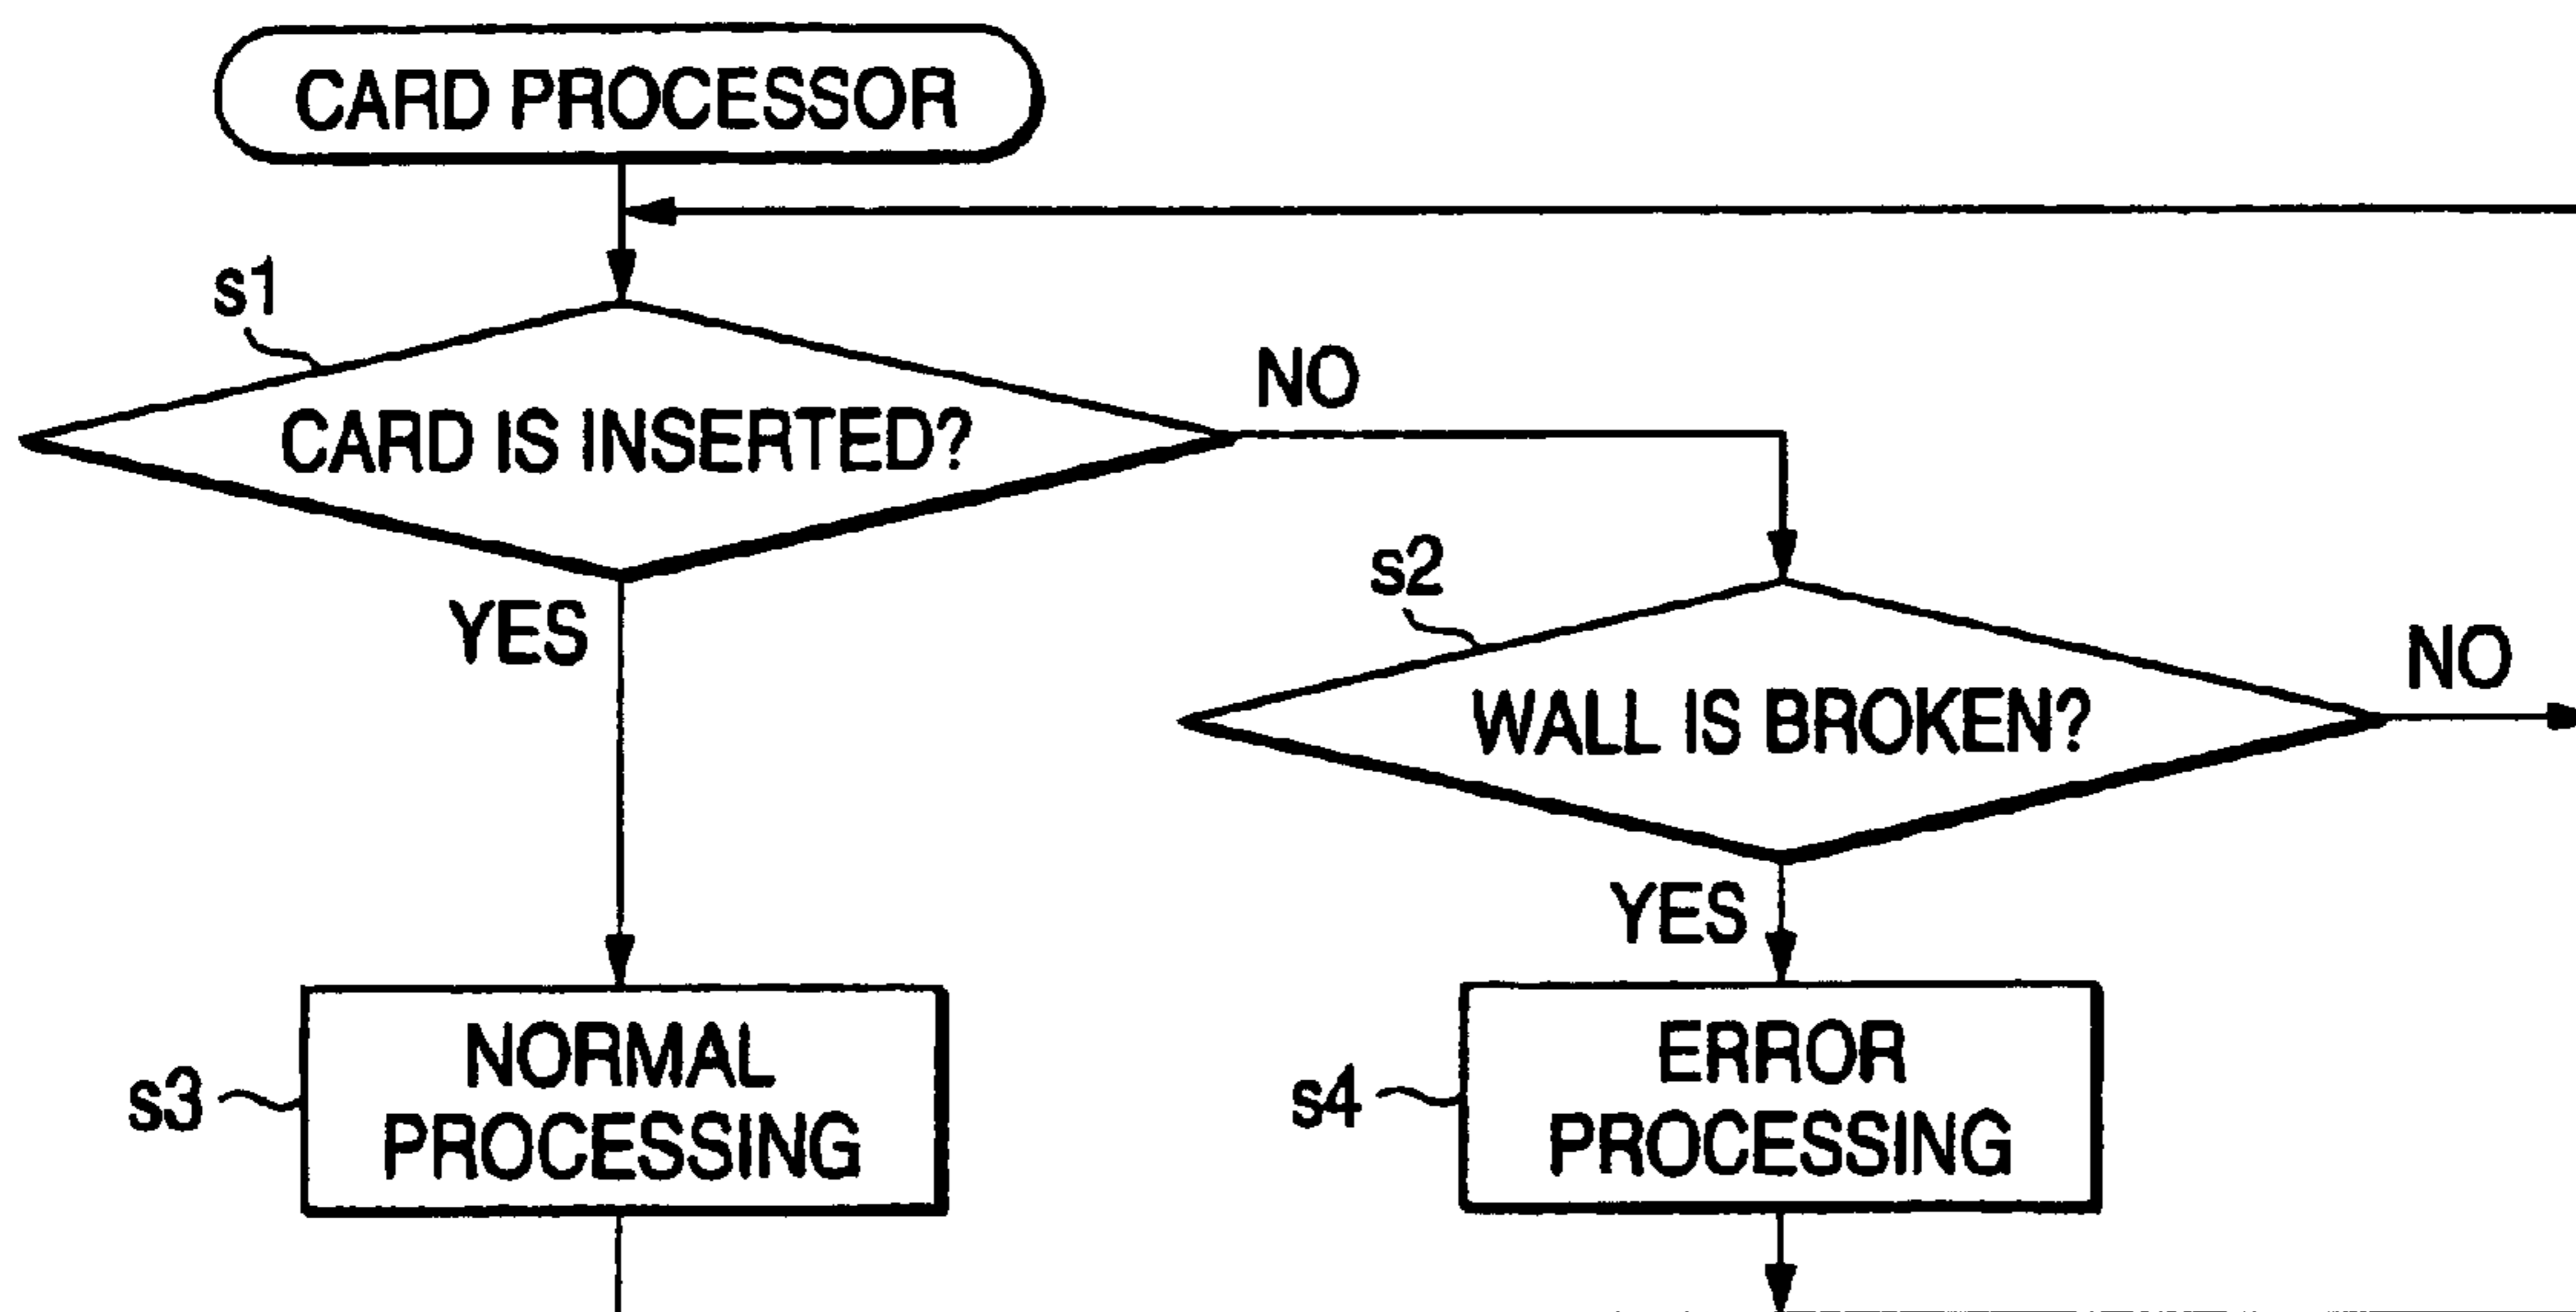 CARD PROCESSOR
s1
CARD IS INSERTED?
NO
YES
s2
WALL IS BROKEN?
NO
YES
s3
NORMAL
PROCESSING
s4
ERROR
PROCESSING